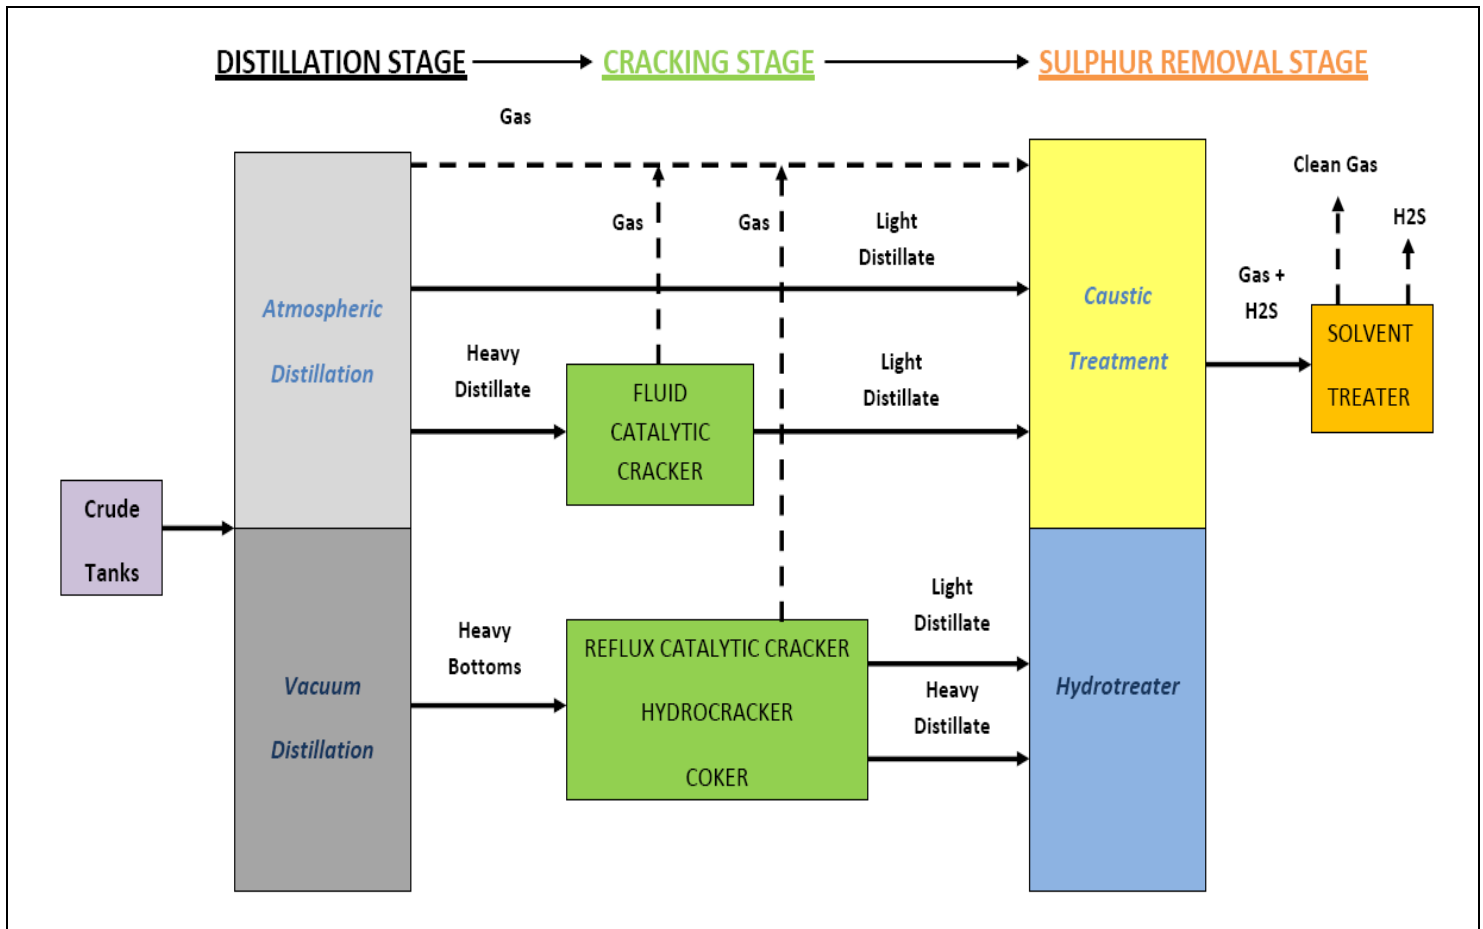 DISTILLATION STAGE
CRACKING STAGE
SULPHUR REMOVAL STAGE
Gas
Gas
Gas
Light
Distillate
Clean Gas
H2S
Atmospheric
Distillation
Heavy
Distillate
FLUID
CATALYTIC
CRACKER
Light
Distillate
Caustic
Treatment
Gas +
H2S
SOLVENT
TREATER
Crude
Tanks
Vacuum
Distillation
Heavy
Bottoms
REFLUX CATALYTIC CRACKER
HYDROCRACKER
COKER
Light
Distillate
Heavy
Distillate
Hydrotreater